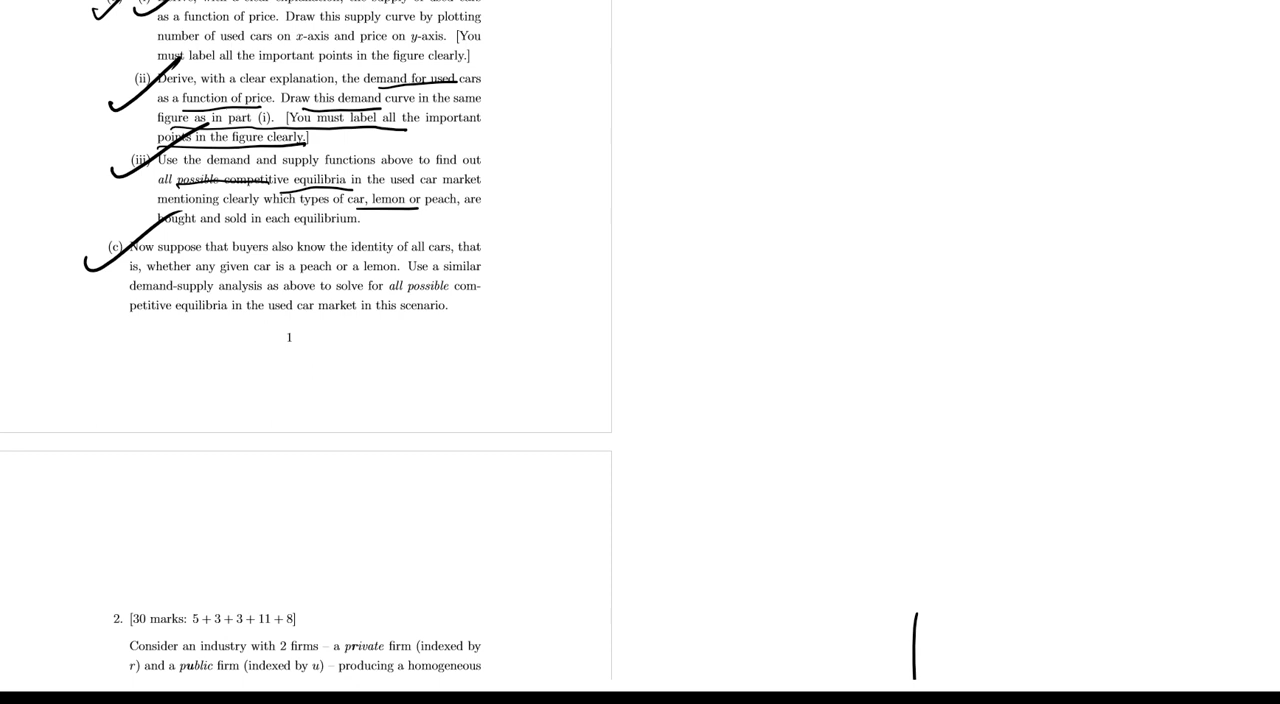 as a function of price. Draw this supply curve by plotting
number of used cars on x-axis and price on y-axis. [You
must label all the important points in the figure clearly.]
(ii) Derive, with a clear explanation, the demand for used cars
as a function of price. Draw this demand curve in the same
figure as in part (i). [You must label all the important
points in the figure clearly.]
(iii) Use the demand and supply functions above to find out
all possible competitive equilibria in the used car market
mentioning clearly which types of car, lemon or peach, are
bought and sold in each equilibrium.
(c) Now suppose that buyers also know the identity of all cars, that
is, whether any given car is a peach or a lemon. Use a similar
demand-supply analysis as above to solve for all possible com-
petitive equilibria in the used car market in this scenario.
1
2. [30 marks: 5 + 3 + 3 + 11 + 8]
Consider an industry with 2 firms – a private firm (indexed by
r) and a public firm (indexed by u) – producing a homogeneous